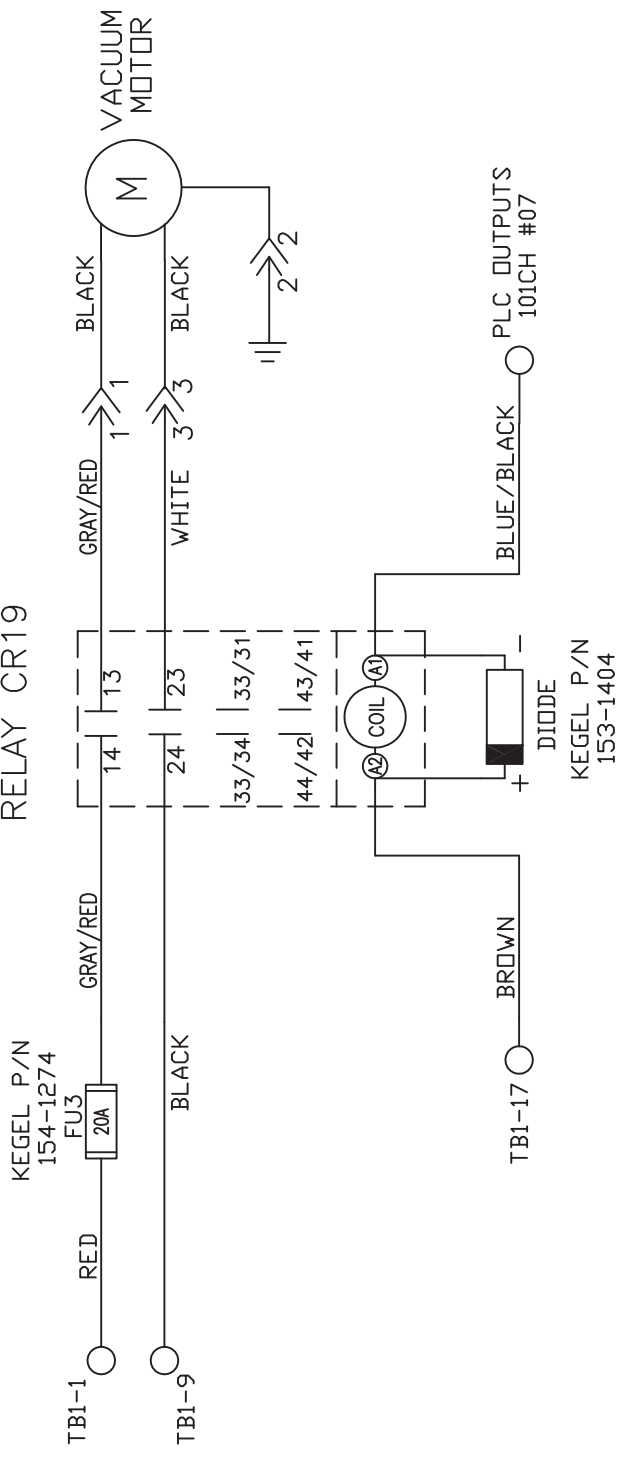 RELAY CR19
KEGEL P/N
154-1274
FU3
20A
TB1-1
RED
GRAY/RED
14
13
GRAY/RED
1
1
BLACK
VACUUM
MOTOR
M
TB1-9
BLACK
24
23
WHITE
3
3
BLACK
33/34
33/31
2
2
44/42
43/41
A2
COIL
A1
TB1-17
BROWN
BLUE/BLACK
PLC OUTPUTS
101CH #07
+
-
DIODE
KEGEL P/N
153-1404